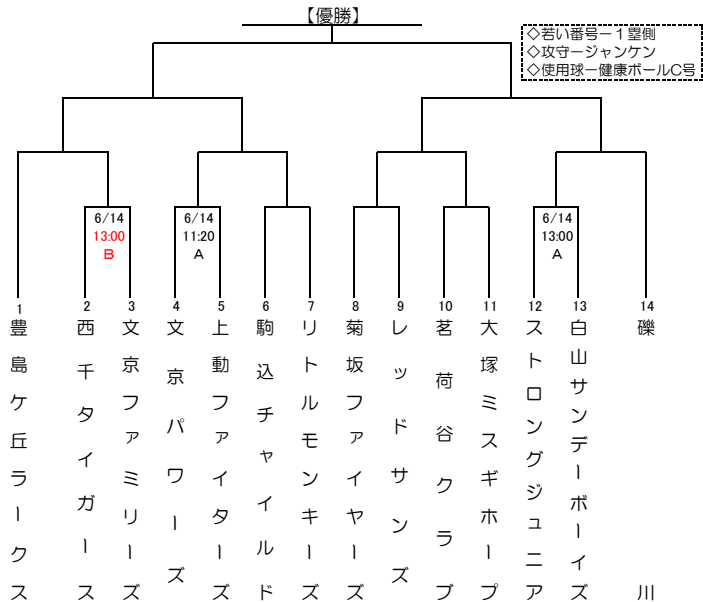 【優勝】
◇若い番号－１塁側
◇攻守－ジャンケン
◇使用球－健康ボールC号
6/14
13:00
B
6/14
11:20
A
6/14
13:00
A
1
豊島ケ丘ラークス
2
西千タイガース
3
文京ファミリーズ
4
文京パワーズ
5
上動ファイターズ
6
駒込チャイルド
7
リトルモンキーズ
8
菊坂ファイヤーズ
9
レッドサンズ
10
茗荷谷クラブ
11
大塚ミスギホープ
12
ストロングジュニア
13
白山サンデーボーイズ
14
礫川